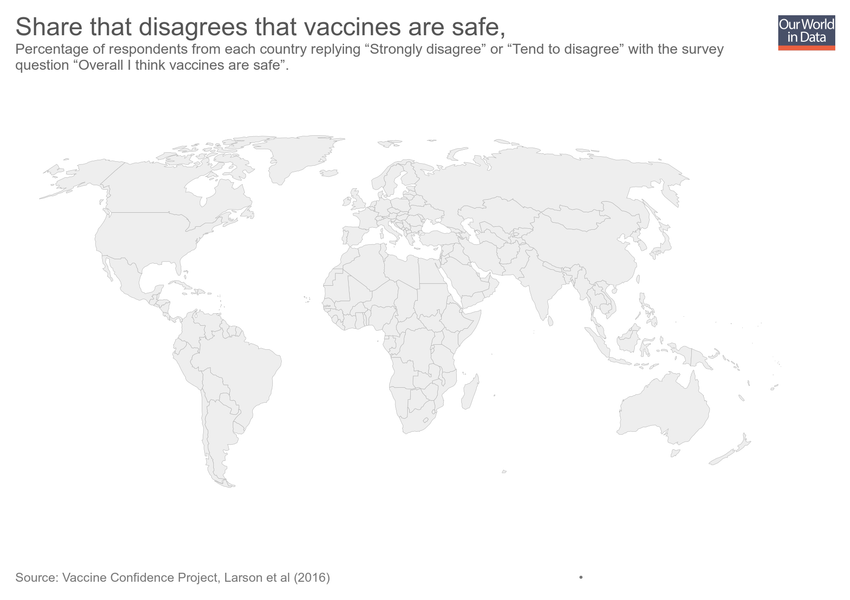 Share that disagrees that vaccines are safe,
Our World
in Data
Percentage of respondents from each country replying “Strongly disagree” or “Tend to disagree” with the survey
question “Overall I think vaccines are safe”.
Source: Vaccine Confidence Project, Larson et al (2016)
•